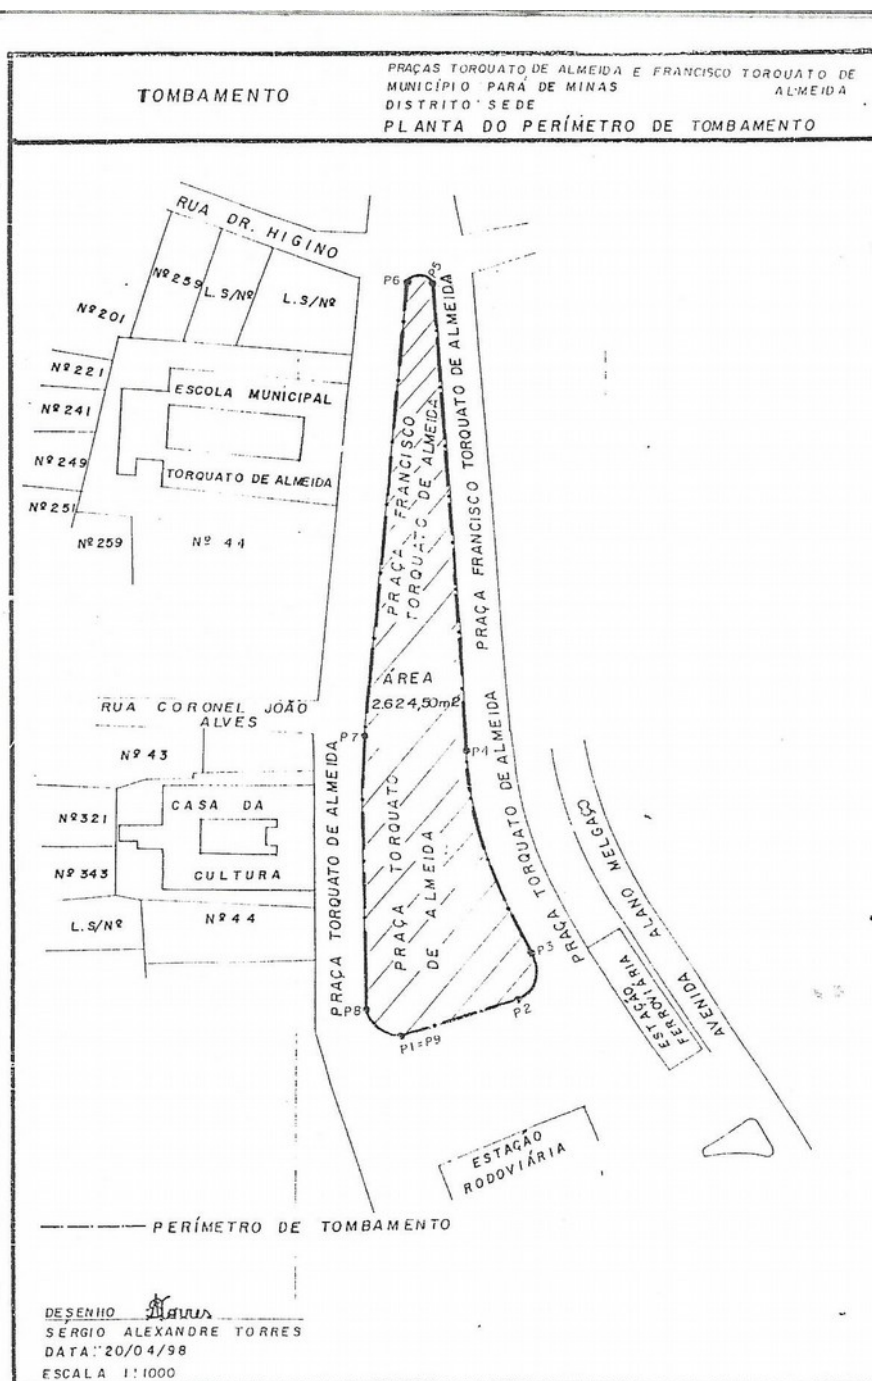 TOMBAMENTO
PRAÇAS TORQUATO DE ALMEIDA E FRANCISCO TORQUATO DE
MUNICÍPIO PARÁ DE MINAS ALMEIDA
DISTRITO SEDE
PLANTA DO PERÍMETRO DE TOMBAMENTO
RUA DR. HIGINO
Nº 259
L. S/Nº
L. S/Nº
Nº 201
P6
P5
Nº 221
Nº 241
Nº 249
Nº 251
Nº 259
ESCOLA MUNICIPAL
TORQUATO DE ALMEIDA
Nº 44
PRAÇA FRANCISCO
TORQUATO DE ALMEIDA
PRAÇA FRANCISCO TORQUATO DE ALMEIDA
ÁREA
2.624,50m2
RUA CORONEL JOÃO
ALVES
P7
P4
Nº 43
Nº 321
Nº 343
L. S/Nº
CASA DA
CULTURA
Nº 44
PRAÇA TORQUATO DE ALMEIDA
PRAÇA TORQUATO
DE ALMEIDA
PRAÇA TORQUATO DE ALMEIDA
AVENIDA ALANO MELGAÇO
P3
P2
P8
P1=P9
ESTAÇÃO
FERROVIÁRIA
ESTAÇÃO
RODOVIÁRIA
PERÍMETRO DE TOMBAMENTO
DESENHO
SÉRGIO ALEXANDRE TORRES
DATA: 20/04/98
ESCALA 1:1000